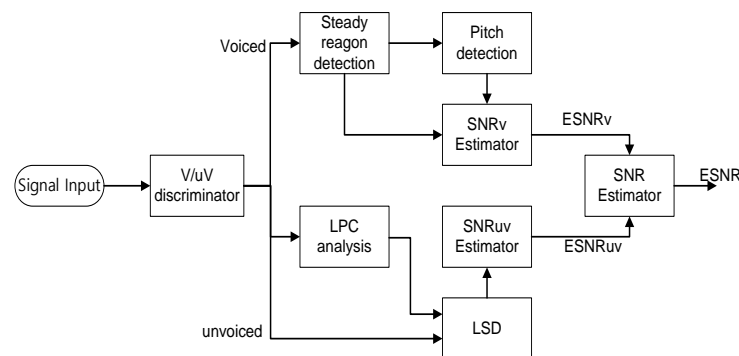 Voiced
Steady
reagon
detection
Pitch
detection
SNRv
Estimator
ESNRv
Signal Input
V/uV
discriminator
SNR
Estimator
ESNR
LPC
analysis
SNRuv
Estimator
ESNRuv
unvoiced
LSD